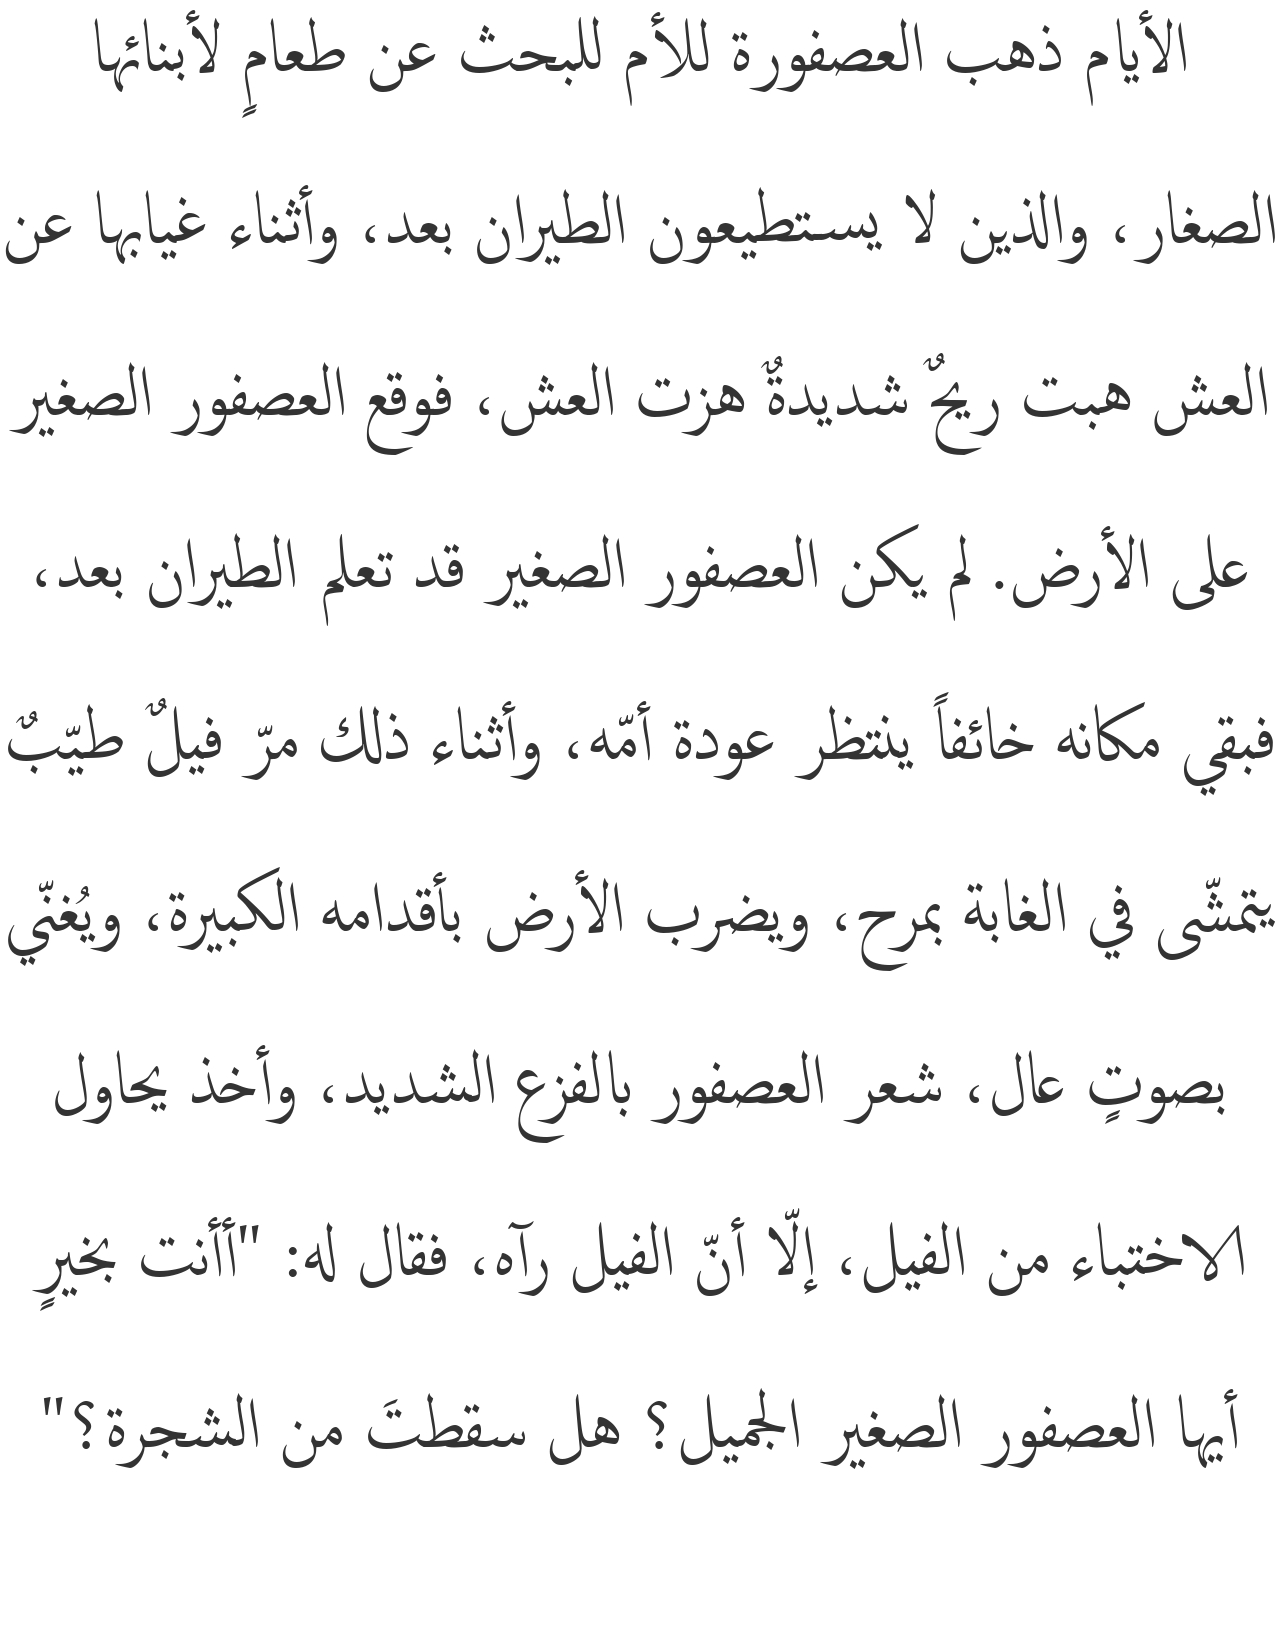 الأيام ذهب العصفورة للأم للبحث عن طعامٍ لأبنائها
الصغار، والذين لا يستطيعون الطيران بعد، وأثناء غيابها عن
العش هبت ريحٌ شديدةٌ هزت العش، فوقع العصفور الصغير
على الأرض. لم يكن العصفور الصغير قد تعلم الطيران بعد،
فبقي مكانه خائفاً ينتظر عودة أمّه، وأثناء ذلك مرّ فيلٌ طيّبٌ
يتمشّى في الغابة بمرح، ويضرب الأرض بأقدامه الكبيرة، ويُغنّي
بصوتٍ عال، شعر العصفور بالفزع الشديد، وأخذ يحاول
الاختباء من الفيل، إلّا أنّ الفيل رآه، فقال له: "أأنت بخيرٍ
أيها العصفور الصغير الجميل؟ هل سقطتَ من الشجرة؟"